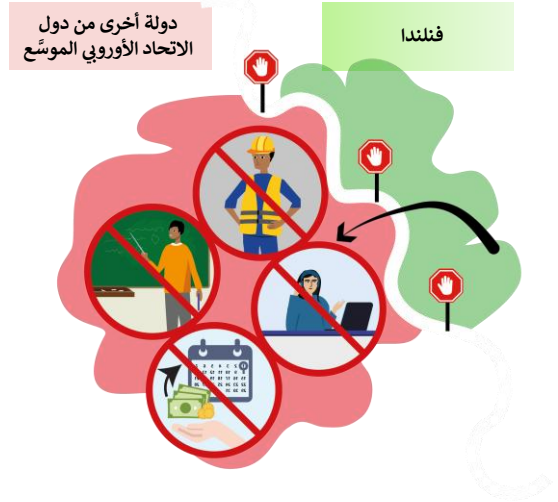 فنلندا
دولة أخرى من دول
الاتحاد الأوروبي الموسَّع